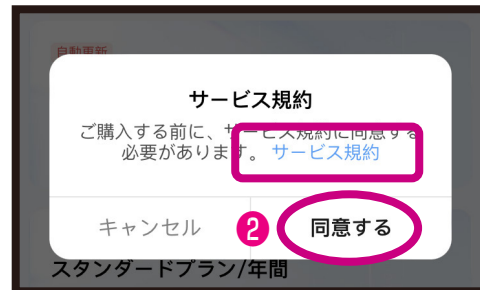 自動更新
サービス規約
ご購入する前に、サービス規約に同意する
必要があります。 サービス規約
キャンセル
2
同意する
スタンダードプラン/年間